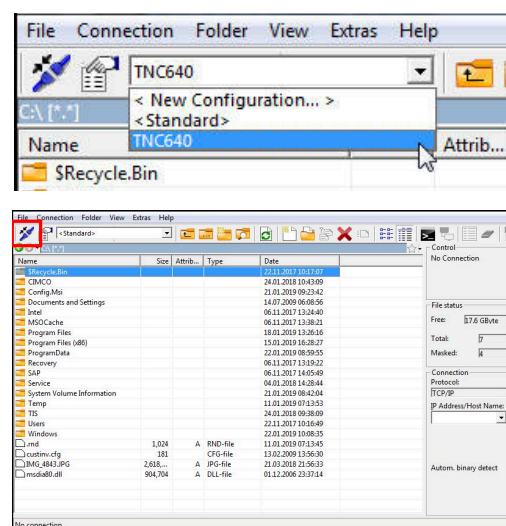 File Connection Folder View Extras Help
TNC640
< New Configuration... >
<Standard>
C:\ [*.*]
TNC640
Name Attrib...
$Recycle.Bin
File Connection Folder View Extras Help
<Standard>
Control
No Connection
Name Size Attrib... Type Date
$Recycle.Bin 22.11.2017 10:17:07
CIMCO 24.01.2018 10:43:09
Config.Msi 21.01.2019 09:23:42
Documents and Settings 14.07.2009 06:08:56
Intel 06.11.2017 13:24:40
MSOCache 06.11.2017 13:38:21
Program Files 18.01.2019 13:26:16
Program Files (x86) 15.01.2019 16:28:27
ProgramData 22.01.2019 08:59:55
Recovery 06.11.2017 13:19:22
SAP 06.11.2017 14:05:49
Service 04.01.2018 14:28:44
System Volume Information 21.01.2019 08:42:04
Temp 11.01.2019 07:13:53
TIS 24.01.2018 09:38:09
Users 22.11.2017 10:16:49
Windows 22.01.2019 10:08:35
.rnd 1,024 A RND-file 11.01.2019 07:13:45
custinv.cfg 181 CFG-file 13.02.2009 13:56:30
IMG_4843.JPG 2,618,... A JPG-file 21.03.2018 21:56:33
msdia80.dll 904,704 A DLL-file 01.12.2006 23:37:14
File status
Free: 17.6 GByte
Total: 7
Masked: 4
Connection
Protocol:
TCP/IP
IP Address/Host Name:
Autom. binary detect
No connection